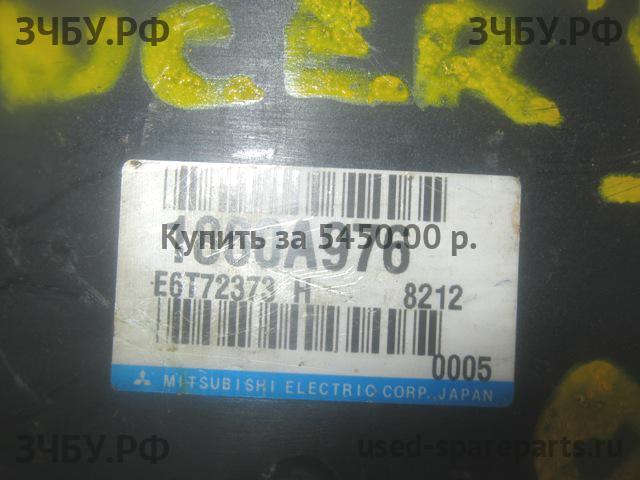 ЗЧБУ.РФ ЗЧБУ.РФ
UCER
Купить за 5450.00 р.
E6T72373 H 8212
0005
MITSUBISHI ELECTRIC CORP., JAPAN
ЗЧБУ.РФ used-spareparts.ru